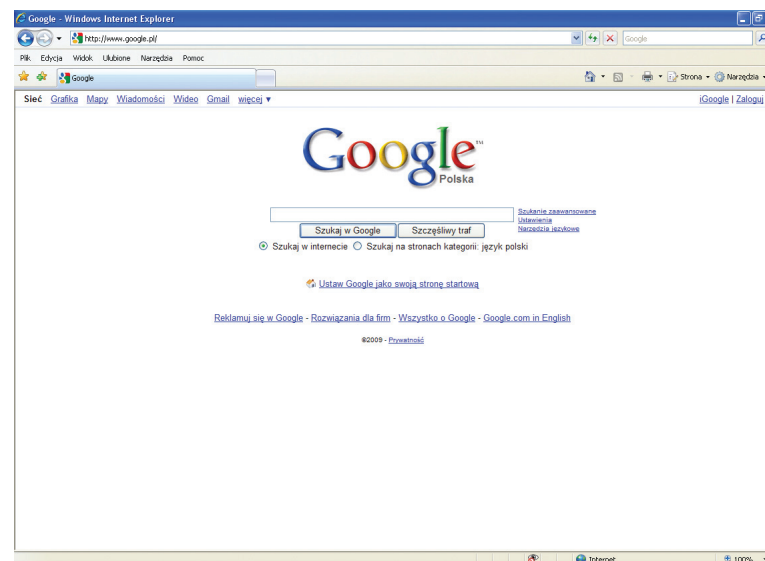 Google - Windows Internet Explorer
http://www.google.pl/
Google
Plik Edycja Widok Ulubione Narzędzia Pomoc
Google
Strona Narzędzia
Sieć Grafika Mapy Wiadomości Wideo Gmail więcej ▼
iGoogle | Zaloguj
Google™
Polska
Szukanie zaawansowane
Ustawienia
Narzędzia językowe
Szukaj w Google Szczęśliwy traf
Szukaj w internecie Szukaj na stronach kategorii: język polski
Ustaw Google jako swoją stronę startową
Reklamuj się w Google - Rozwiązania dla firm - Wszystko o Google - Google.com in English
©2009 - Prywatność
Internet 100%